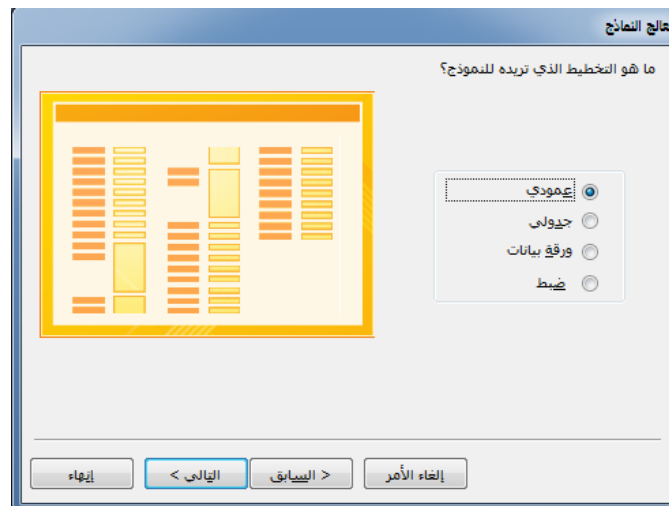 معالج النماذج
ما هو التخطيط الذي تريده للنموذج؟
عمودي
جدولي
ورقة بيانات
ضبط
إلغاء الأمر
< السابق
التالي >
إنهاء